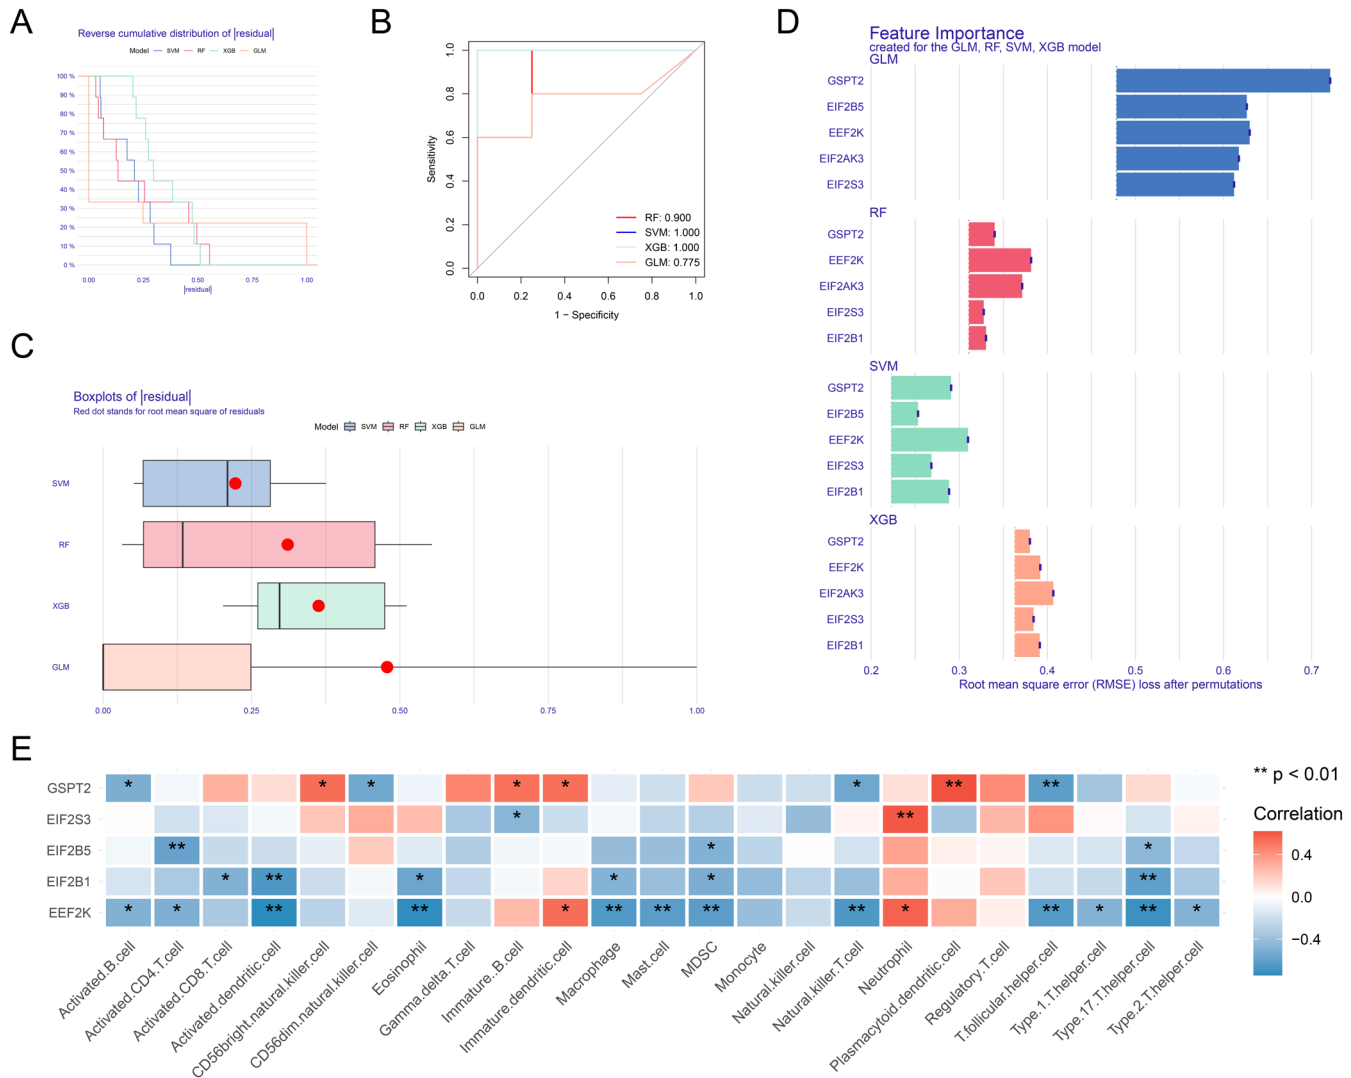 A
Reverse cumulative distribution of |residual|
Model SVM RF XGB GLM
100 %
90 %
80 %
70 %
60 %
50 %
40 %
30 %
20 %
10 %
0 %
0.00 0.25 0.50 0.75 1.00
|residual|
B
Sensitivity
1.0
0.8
0.6
0.4
0.2
0.0
RF: 0.900
SVM: 1.000
XGB: 1.000
GLM: 0.775
0.0 0.2 0.4 0.6 0.8 1.0
1 − Specificity
C
Boxplots of |residual|
Red dot stands for root mean square of residuals
Model SVM RF XGB GLM
SVM
RF
XGB
GLM
0.00 0.25 0.50 0.75 1.00
D
Feature Importance
created for the GLM, RF, SVM, XGB model
GLM
GSPT2
EIF2B5
EEF2K
EIF2AK3
EIF2S3
RF
GSPT2
EEF2K
EIF2AK3
EIF2S3
EIF2B1
SVM
GSPT2
EIF2B5
EEF2K
EIF2S3
EIF2B1
XGB
GSPT2
EEF2K
EIF2AK3
EIF2S3
EIF2B1
0.2 0.3 0.4 0.5 0.6 0.7
Root mean square error (RMSE) loss after permutations
E
GSPT2 * * * * * * ** **
EIF2S3 * **
EIF2B5 ** * *
EIF2B1 * ** * * * **
EEF2K * * ** ** * ** ** ** ** * ** * ** *
Activated.B.cell
Activated.CD4.T.cell
Activated.CD8.T.cell
Activated.dendritic.cell
CD56bright.natural.killer.cell
CD56dim.natural.killer.cell
Eosinophil
Gamma.delta.T.cell
Immature..B.cell
Immature.dendritic.cell
Macrophage
Mast.cell
MDSC
Monocyte
Natural.killer.cell
Natural.killer.T.cell
Neutrophil
Plasmacytoid.dendritic.cell
Regulatory.T.cell
T.follicular.helper.cell
Type.1.T.helper.cell
Type.17.T.helper.cell
Type.2.T.helper.cell
** p < 0.01
Correlation
0.4
0.0
−0.4